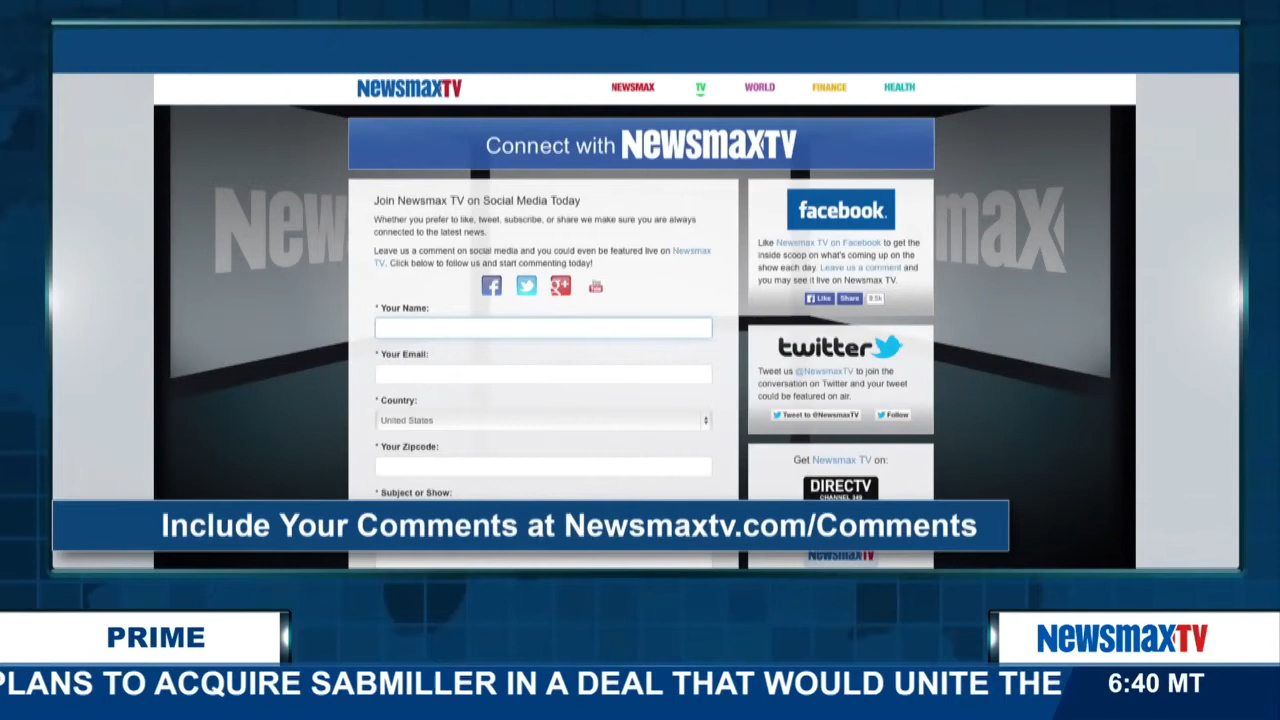 NEWSMAXTV
NEWSMAX TV WORLD FINANCE HEALTH
Connect with NEWSMAXTV
Join Newsmax TV on Social Media Today
Whether you prefer to like, tweet, subscribe, or share we make sure you are always
connected to the latest news.
Leave us a comment on social media and you could even be featured live on Newsmax
TV. Click below to follow us and start commenting today!
* Your Name:
* Your Email:
* Country:
United States
* Your Zipcode:
* Subject or Show:
facebook.
Like Newsmax TV on Facebook to get the
inside scoop on what's coming up on the
show each day. Leave us a comment and
you may see it live on Newsmax TV.
Like Share 9.5k
twitter
Tweet us @NewsmaxTV to join the
conversation on Twitter and your tweet
could be featured on air.
Tweet to @NewsmaxTV Follow
Get Newsmax TV on:
DIRECTV
CHANNEL 349
NEWSMAXTV
Include Your Comments at Newsmaxtv.com/Comments
PRIME
NEWSMAXTV
PLANS TO ACQUIRE SABMILLER IN A DEAL THAT WOULD UNITE THE
6:40 MT